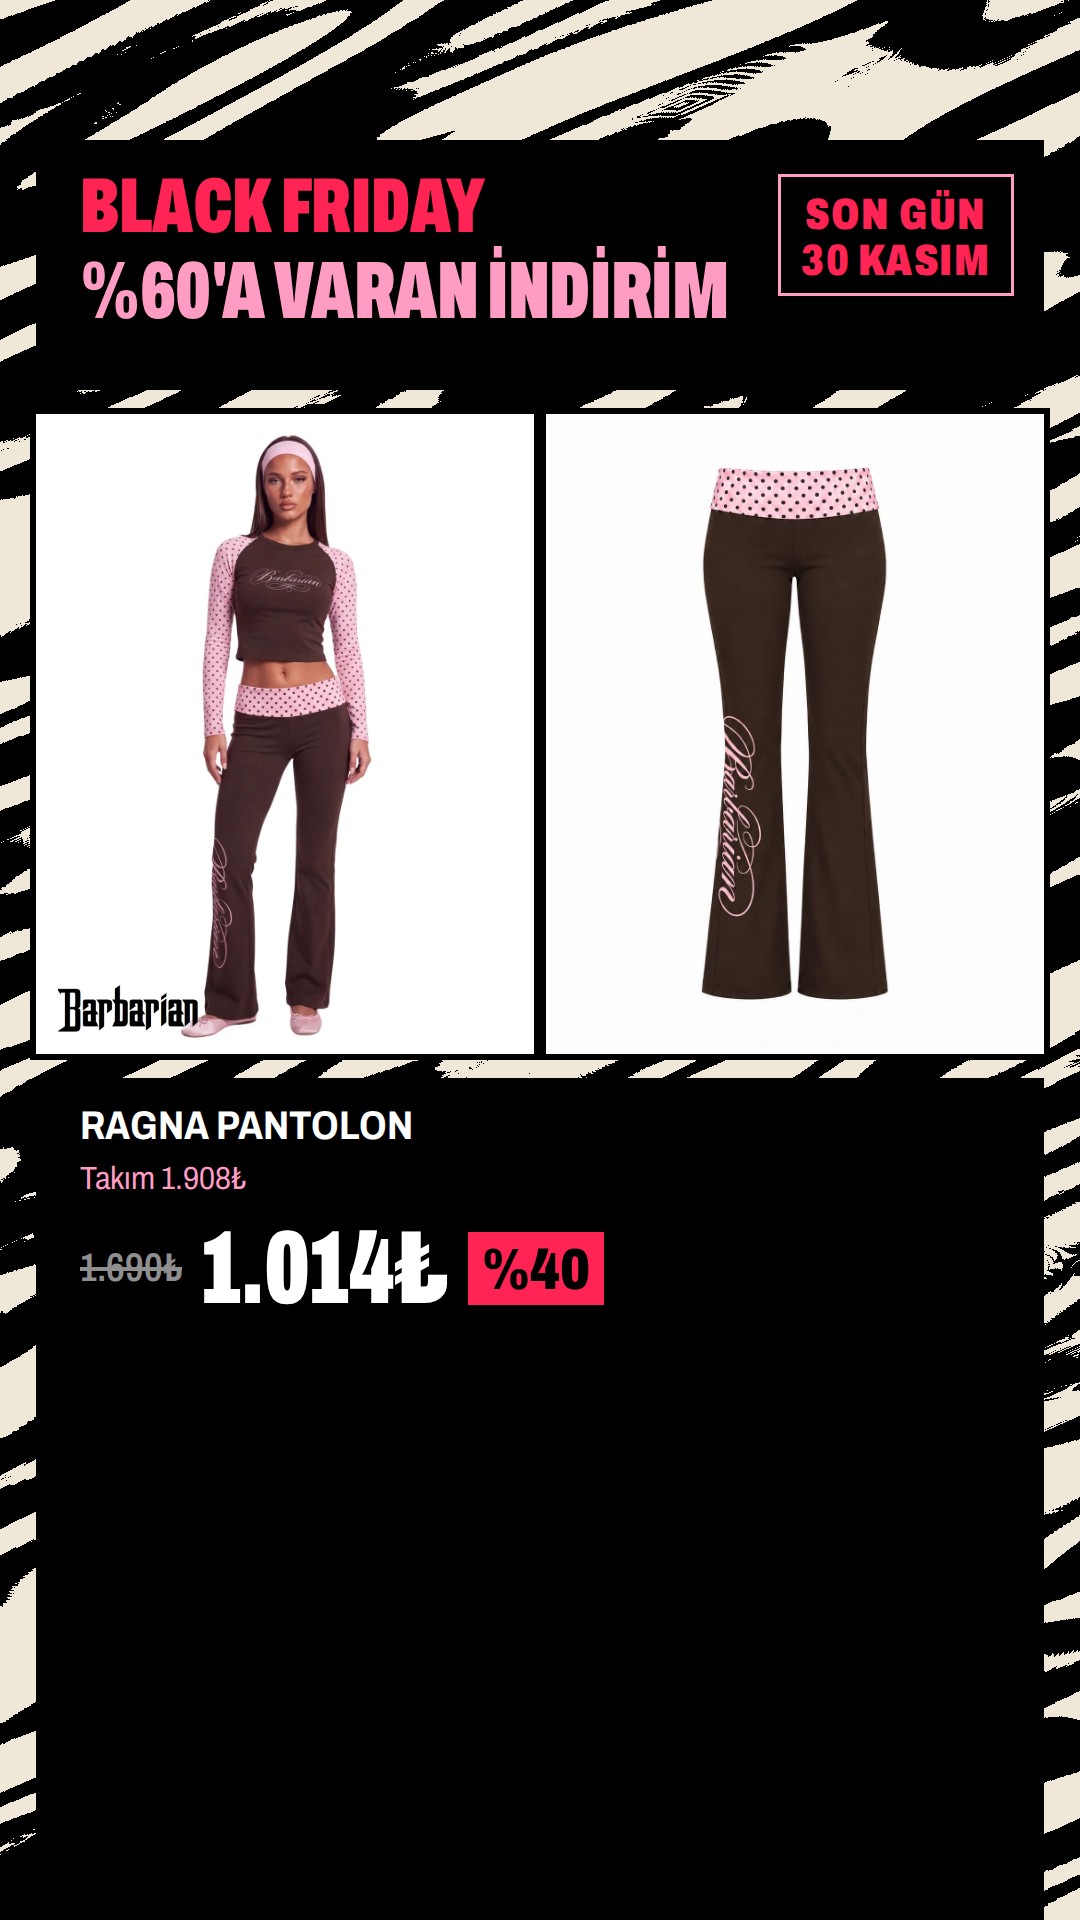 BLACK FRIDAY
%60'A VARAN İNDİRİM
SON GÜN
30 KASIM
Barbarian
Barbarian
Barbarian
Barbarian
RAGNA PANTOLON
Takım 1.908₺
1.690₺ 1.014₺ %40